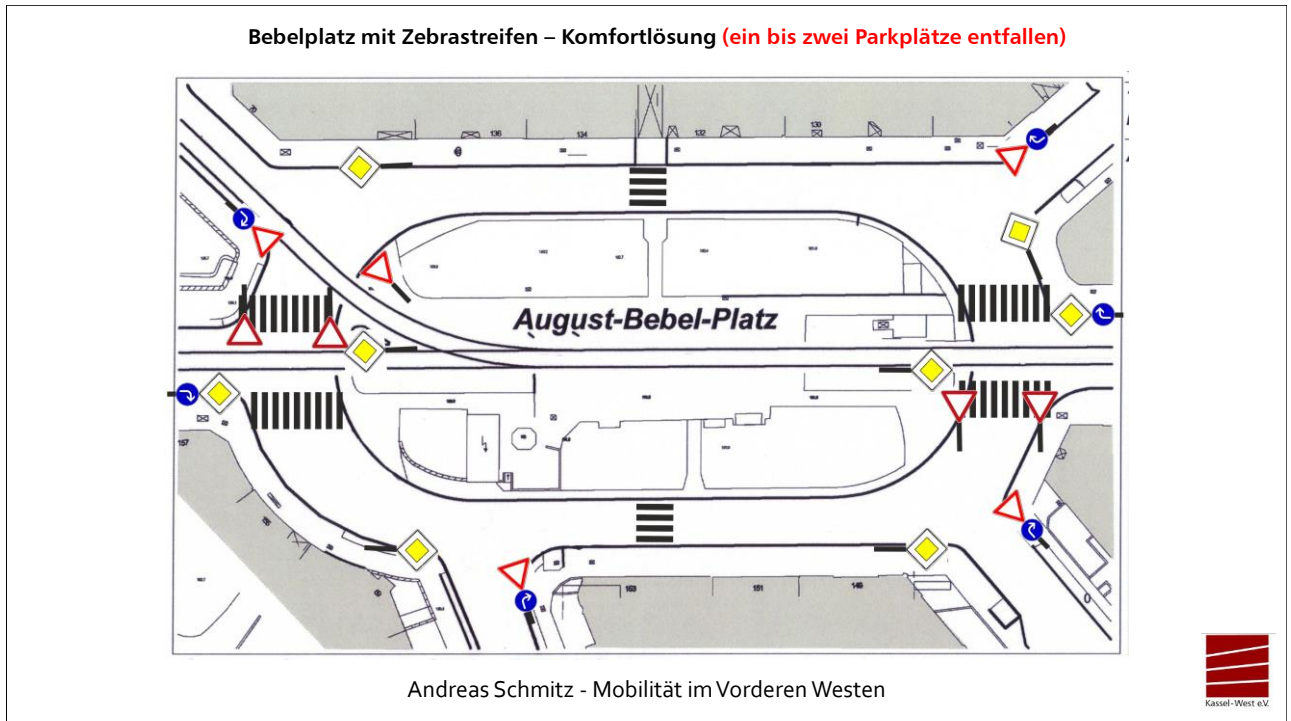 Bebelplatz mit Zebrastreifen – Komfortlösung (ein bis zwei Parkplätze entfallen)
136
134
132
130
August-Bebel-Platz
157
153
151
149
Andreas Schmitz - Mobilität im Vorderen Westen
Kassel-West e.V.